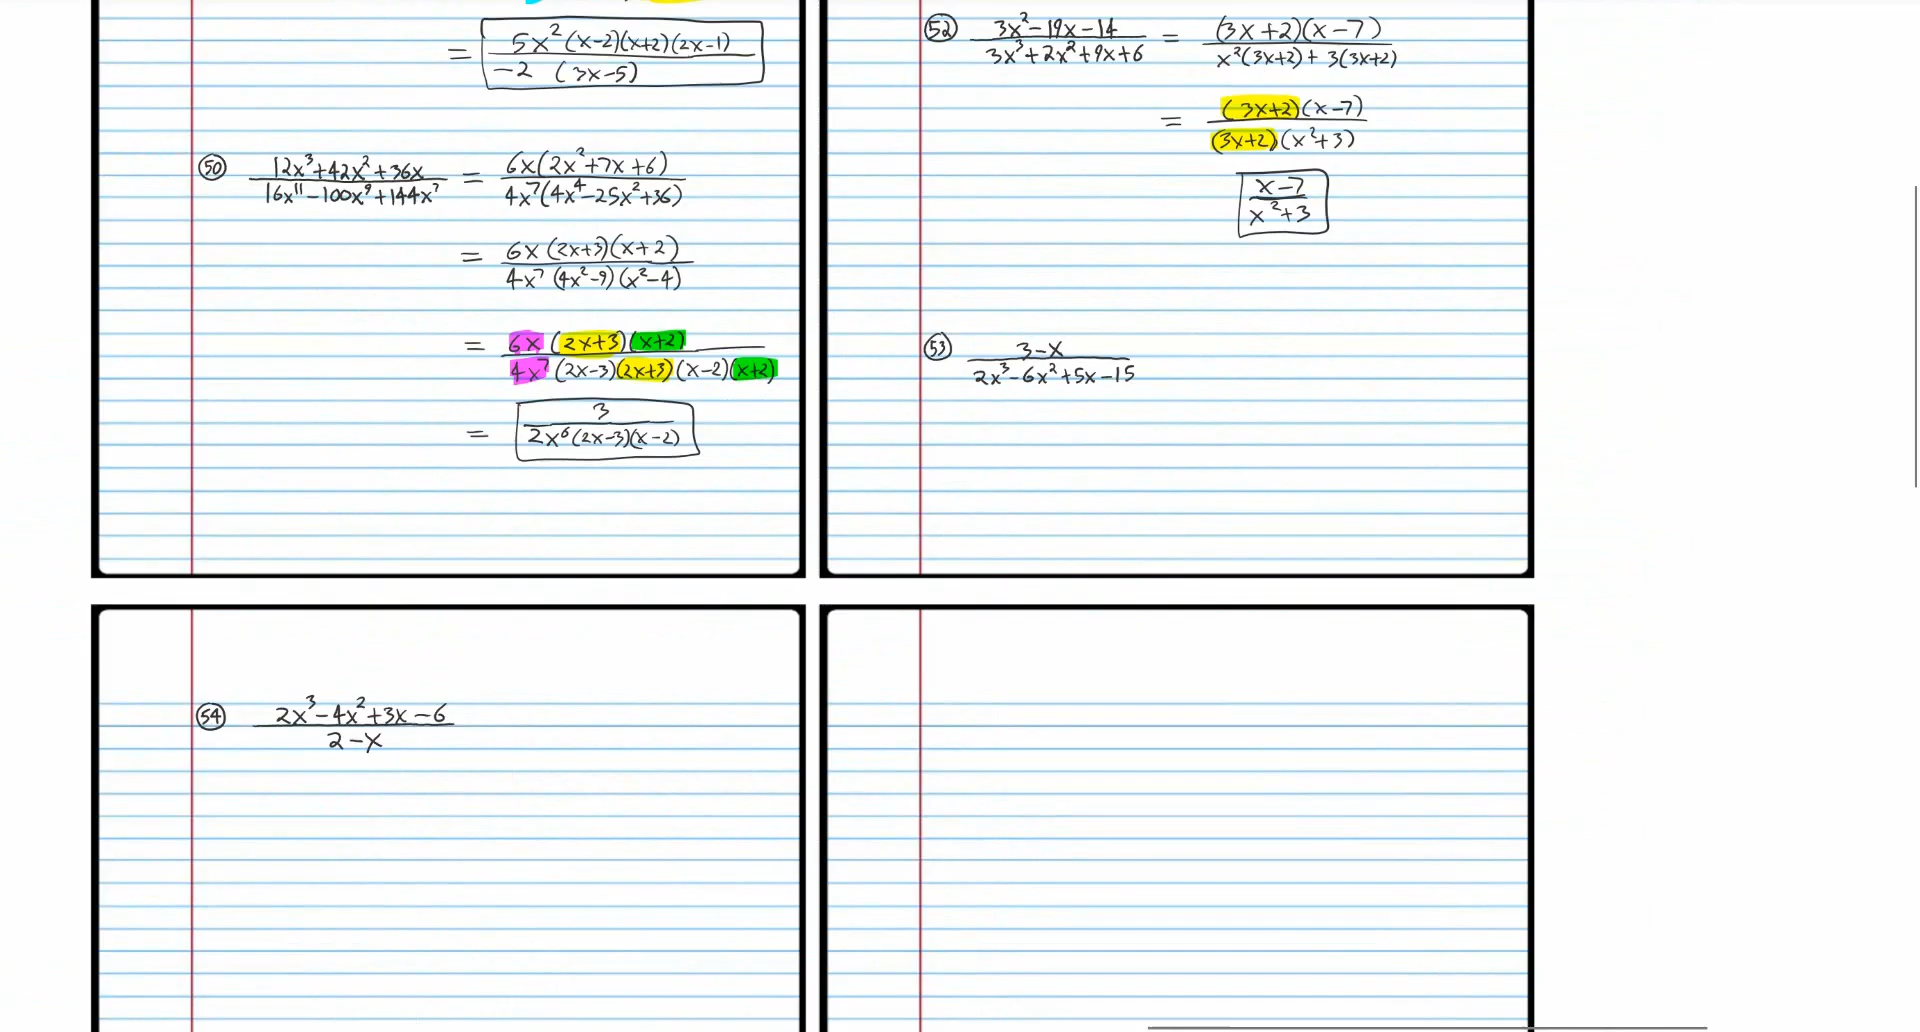 = 5x²(x-2)(x+2)(2x-1) / -2 (3x-5)
50 12x³+42x²+36x / 16x¹¹-100x⁹+144x⁷ = 6x(2x²+7x+6) / 4x⁷(4x⁴-25x²+36)
= 6x(2x+3)(x+2) / 4x⁷(4x²-9)(x²-4)
= 6x(2x+3)(x+2) / 4x⁷(2x-3)(2x+3)(x-2)(x+2)
= 3 / 2x⁶(2x-3)(x-2)
52 3x²-19x-14 / 3x³+2x²+9x+6 = (3x+2)(x-7) / x²(3x+2)+3(3x+2)
= (3x+2)(x-7) / (3x+2)(x²+3)
x-7 / x²+3
53 3-x / 2x³-6x²+5x-15
54 2x³-4x²+3x-6 / 2-x